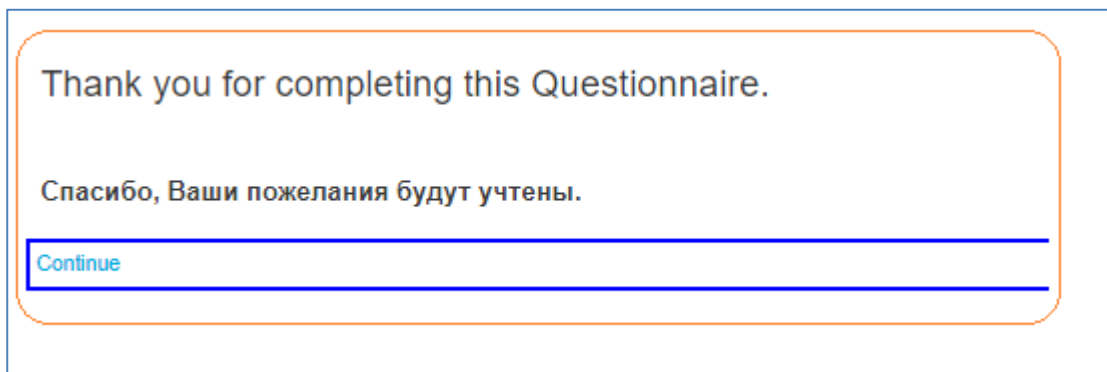 Thank you for completing this Questionnaire.
Спасибо, Ваши пожелания будут учтены.
Continue